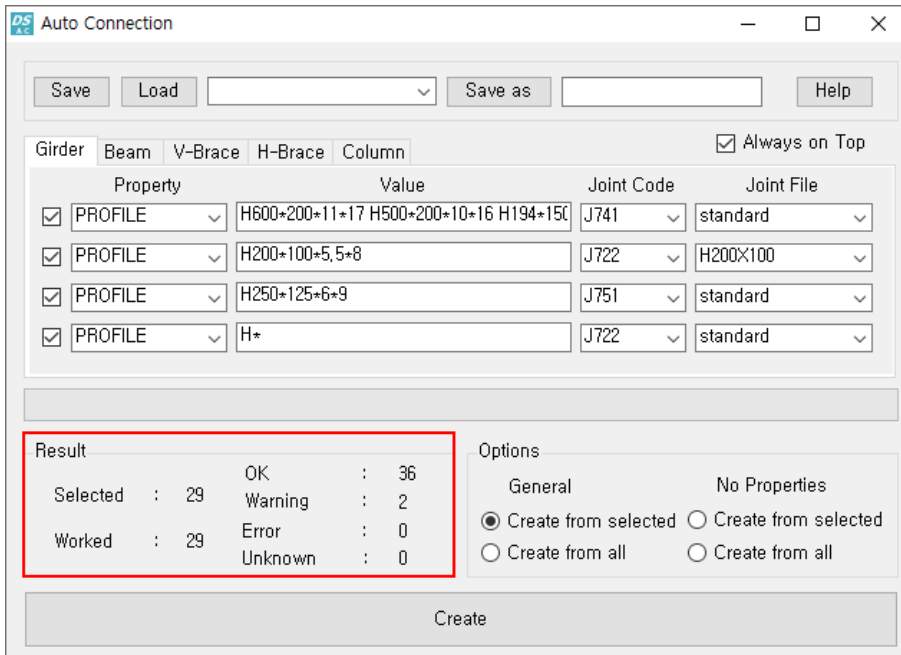 DS A C Auto Connection
Save Load Save as Help
Girder Beam V-Brace H-Brace Column Always on Top
Property Value Joint Code Joint File
PROFILE H600*200*11*17 H500*200*10*16 H194*150 J741 standard
PROFILE H200*100*5,5*8 J722 H200X100
PROFILE H250*125*6*9 J751 standard
PROFILE H* J722 standard
Result
Selected : 29
Worked : 29
OK : 36
Warning : 2
Error : 0
Unknown : 0
Options
General No Properties
Create from selected Create from selected
Create from all Create from all
Create